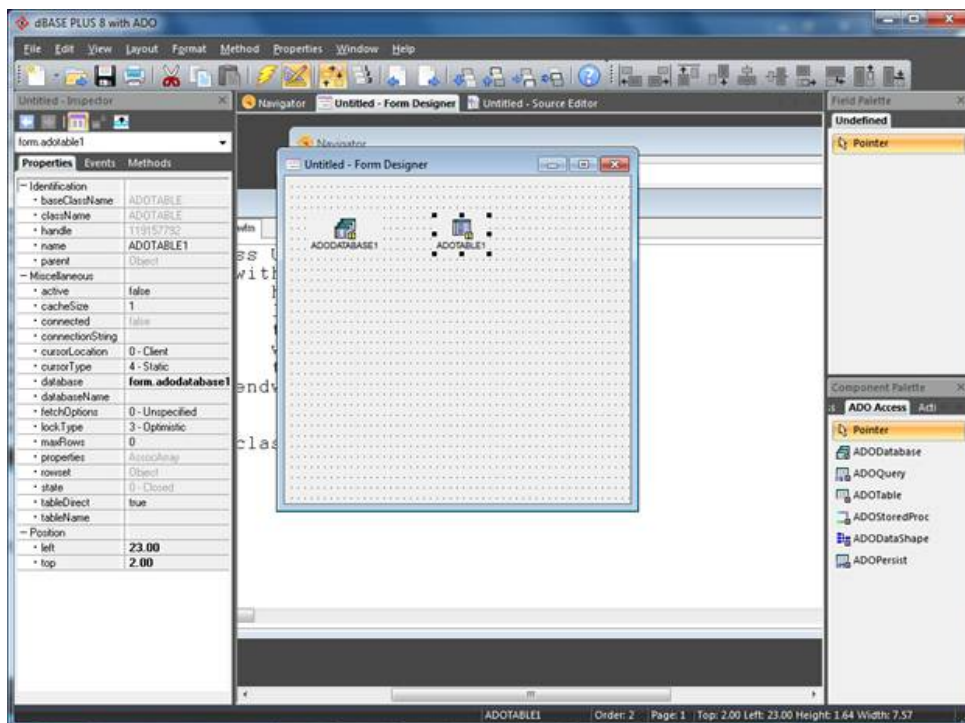 dBASE PLUS 8 with ADO
File Edit View Layout Format Method Properties Window Help
Untitled - Inspector
form.adotable1
Properties Events Methods
Identification
baseClassName ADOTABLE
className ADOTABLE
handle 119157792
name ADOTABLE1
parent Object
Miscellaneous
active false
cacheSize 1
connected false
connectionString
cursorLocation 0 - Client
cursorType 4 - Static
database form.adodatabase1
databaseName
fetchOptions 0 - Unspecified
lockType 3 - Optimistic
maxRows 0
properties AssocArray
rowset Object
state 0 - Closed
tableDirect true
tableName
Position
left 23.00
top 2.00
Navigator Untitled - Form Designer Untitled - Source Editor
Navigator
Untitled - Form Designer
ADODATABASE1 ADOTABLE1
ss U
with
endw
clas
Field Palette
Undefined
Pointer
Component Palette
ADO Access Acti
Pointer
ADODatabase
ADOQuery
ADOTable
ADOStoredProc
ADODataShape
ADOPersist
ADOTABLE1 Order: 2 Page: 1 Top: 2.00 Left: 23.00 Height: 1.64 Width: 7.57